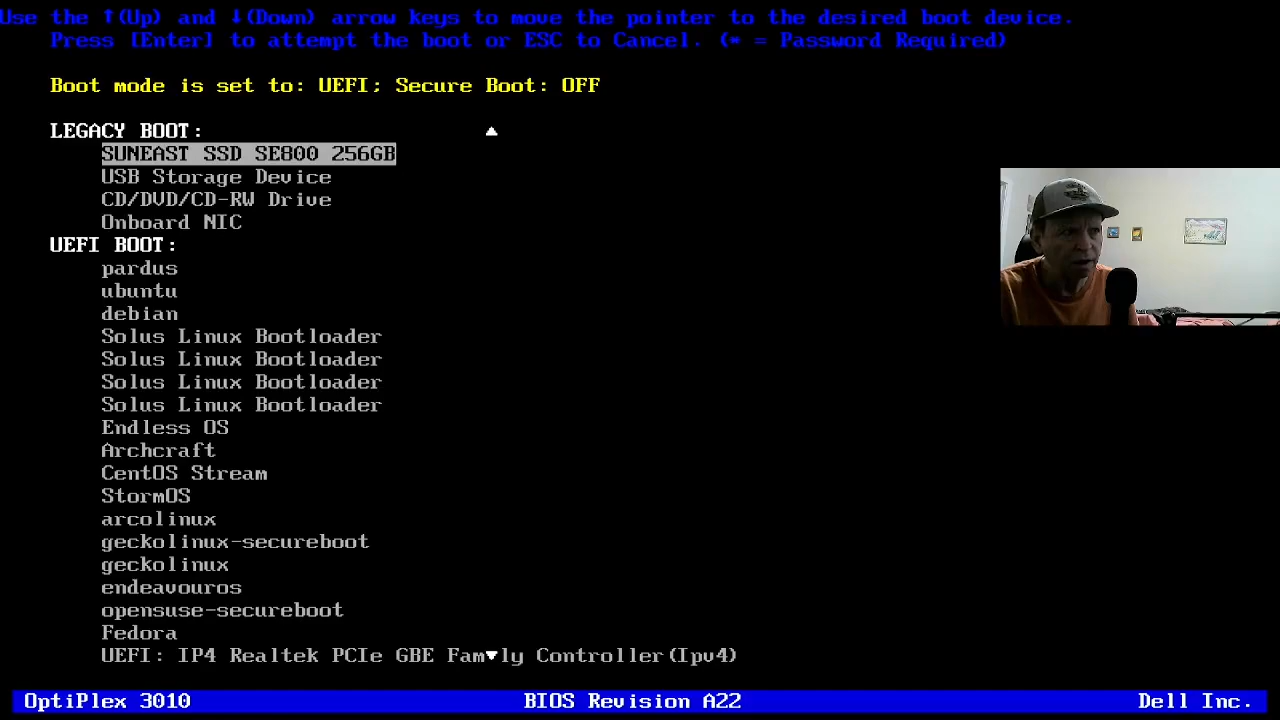 Use the ↑(Up) and ↓(Down) arrow keys to move the pointer to the desired boot device.
Press [Enter] to attempt the boot or ESC to Cancel. (* = Password Required)
Boot mode is set to: UEFI; Secure Boot: OFF
LEGACY BOOT:
SUNEAST SSD SE800 256GB
USB Storage Device
CD/DVD/CD-RW Drive
Onboard NIC
UEFI BOOT:
pardus
ubuntu
debian
Solus Linux Bootloader
Solus Linux Bootloader
Solus Linux Bootloader
Solus Linux Bootloader
Endless OS
Archcraft
CentOS Stream
StormOS
arcolinux
geckolinux-secureboot
geckolinux
endeavouros
opensuse-secureboot
Fedora
UEFI: IP4 Realtek PCIe GBE Fam▼ly Controller(Ipv4)
OptiPlex 3010
BIOS Revision A22
Dell Inc.